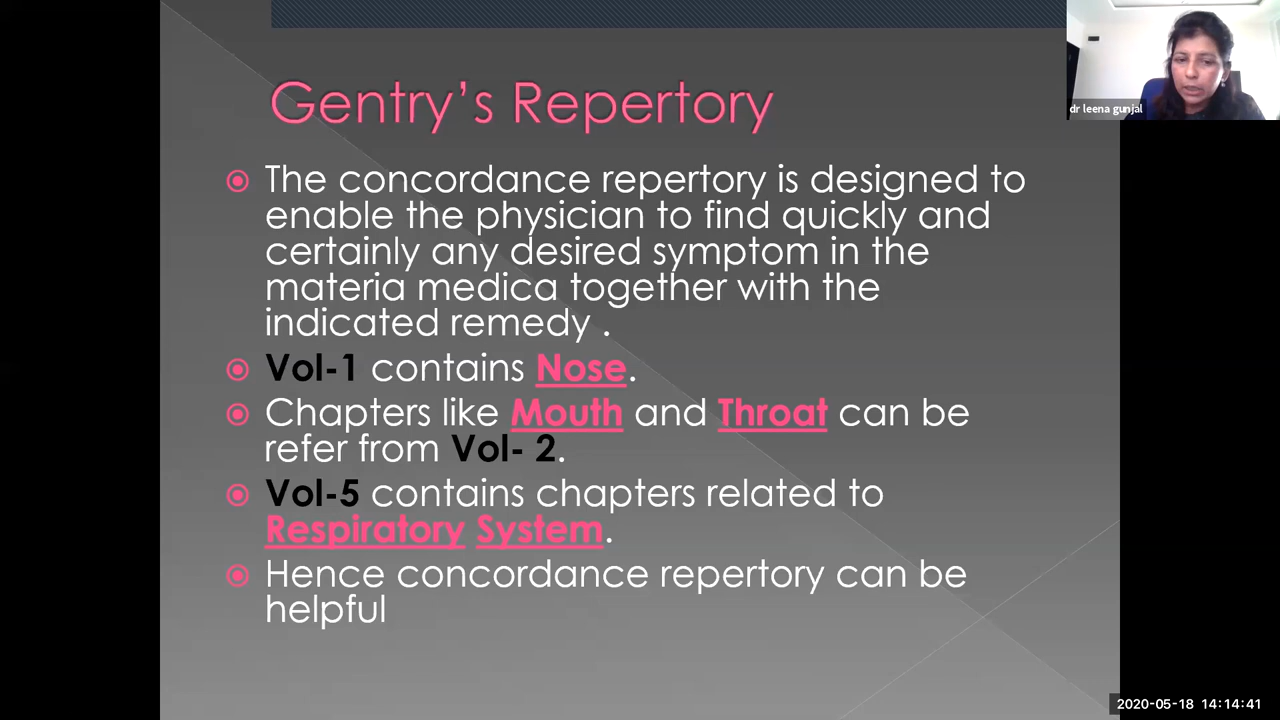 dr leena gunjal
Gentry's Repertory
The concordance repertory is designed to
enable the physician to find quickly and
certainly any desired symptom in the
materia medica together with the
indicated remedy .
Vol-1 contains Nose.
Chapters like Mouth and Throat can be
refer from Vol- 2.
Vol-5 contains chapters related to
Respiratory System.
Hence concordance repertory can be
helpful
2020-05-18 14:14:41